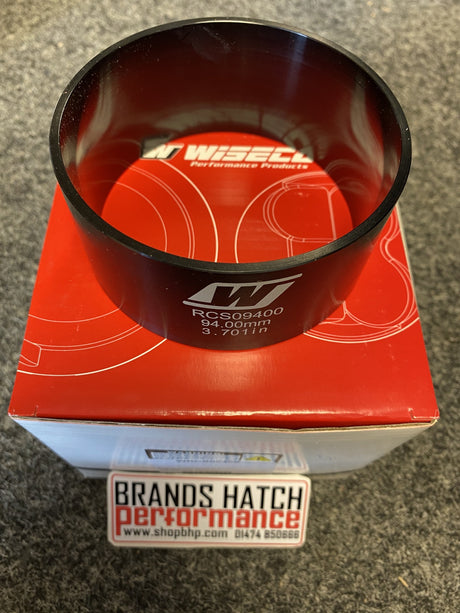 WISECO
Performance Products
W
RCS09400
94.00mm
3.701in
BRANDS HATCH
performance
www.shopbhp.com 01474 850666